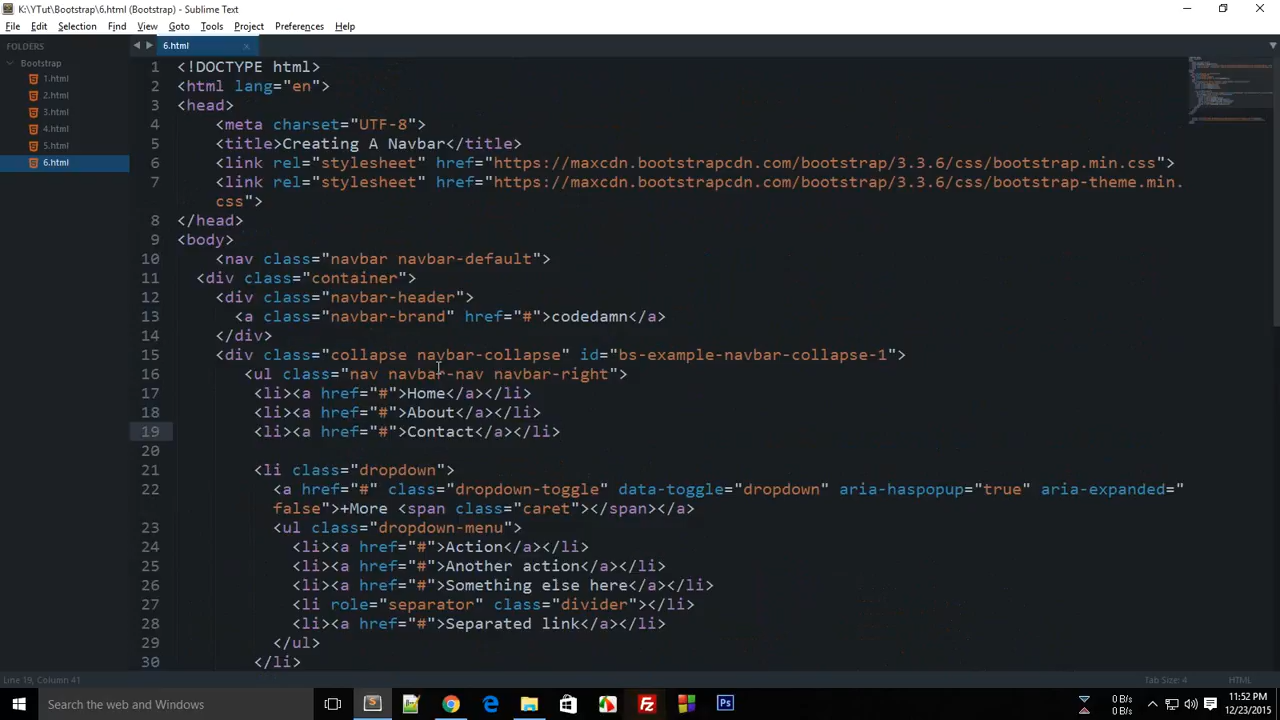 K:\YTut\Bootstrap\6.html (Bootstrap) - Sublime Text
File Edit Selection Find View Goto Tools Project Preferences Help
FOLDERS
Bootstrap
1.html
2.html
3.html
4.html
5.html
6.html
6.html
1 <!DOCTYPE html>
2 <html lang="en">
3 <head>
4 <meta charset="UTF-8">
5 <title>Creating A Navbar</title>
6 <link rel="stylesheet" href="https://maxcdn.bootstrapcdn.com/bootstrap/3.3.6/css/bootstrap.min.css">
7 <link rel="stylesheet" href="https://maxcdn.bootstrapcdn.com/bootstrap/3.3.6/css/bootstrap-theme.min.
css">
8 </head>
9 <body>
10 <nav class="navbar navbar-default">
11 <div class="container">
12 <div class="navbar-header">
13 <a class="navbar-brand" href="#">codedamn</a>
14 </div>
15 <div class="collapse navbar-collapse" id="bs-example-navbar-collapse-1">
16 <ul class="nav navbar-nav navbar-right">
17 <li><a href="#">Home</a></li>
18 <li><a href="#">About</a></li>
19 <li><a href="#">Contact</a></li>
20
21 <li class="dropdown">
22 <a href="#" class="dropdown-toggle" data-toggle="dropdown" aria-haspopup="true" aria-expanded="
false">+More <span class="caret"></span></a>
23 <ul class="dropdown-menu">
24 <li><a href="#">Action</a></li>
25 <li><a href="#">Another action</a></li>
26 <li><a href="#">Something else here</a></li>
27 <li role="separator" class="divider"></li>
28 <li><a href="#">Separated link</a></li>
29 </ul>
30 </li>
Line 19, Column 41
Tab Size: 4
HTML
Search the web and Windows
0 B/s
0 B/s
11:52 PM
12/23/2015